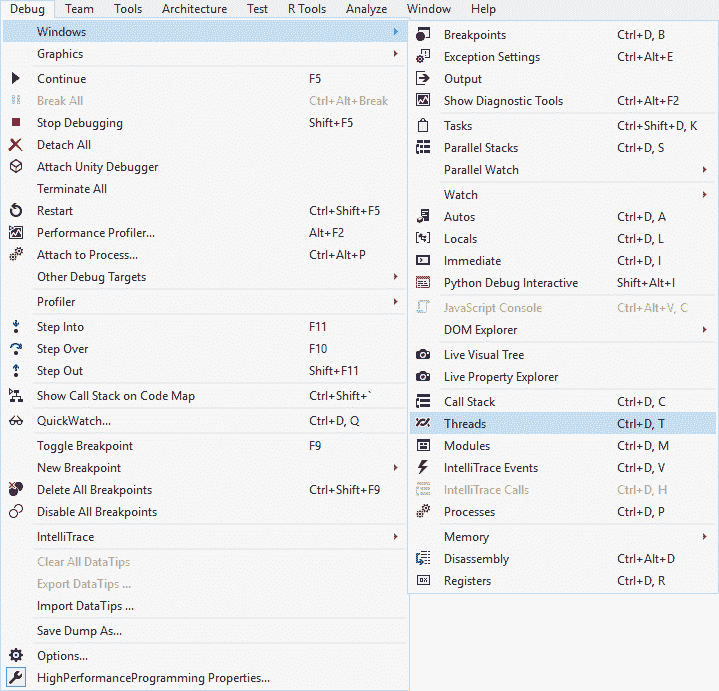 Debug Team Tools Architecture Test R Tools Analyze Window Help
Windows
Graphics
Continue F5
Break All Ctrl+Alt+Break
Stop Debugging Shift+F5
Detach All
Attach Unity Debugger
Terminate All
Restart Ctrl+Shift+F5
Performance Profiler... Alt+F2
Attach to Process... Ctrl+Alt+P
Other Debug Targets
Profiler
Step Into F11
Step Over F10
Step Out Shift+F11
Show Call Stack on Code Map Ctrl+Shift+`
QuickWatch... Ctrl+D, Q
Toggle Breakpoint F9
New Breakpoint
Delete All Breakpoints Ctrl+Shift+F9
Disable All Breakpoints
IntelliTrace
Clear All DataTips
Export DataTips ...
Import DataTips ...
Save Dump As...
Options...
HighPerformanceProgramming Properties...
Breakpoints Ctrl+D, B
Exception Settings Ctrl+Alt+E
Output
Show Diagnostic Tools Ctrl+Alt+F2
Tasks Ctrl+Shift+D, K
Parallel Stacks Ctrl+D, S
Parallel Watch
Watch
Autos Ctrl+D, A
Locals Ctrl+D, L
Immediate Ctrl+D, I
Python Debug Interactive Shift+Alt+I
JavaScript Console Ctrl+Alt+V, C
DOM Explorer
Live Visual Tree
Live Property Explorer
Call Stack Ctrl+D, C
Threads Ctrl+D, T
Modules Ctrl+D, M
IntelliTrace Events Ctrl+D, V
IntelliTrace Calls Ctrl+D, H
Processes Ctrl+D, P
Memory
Disassembly Ctrl+Alt+D
Registers Ctrl+D, R